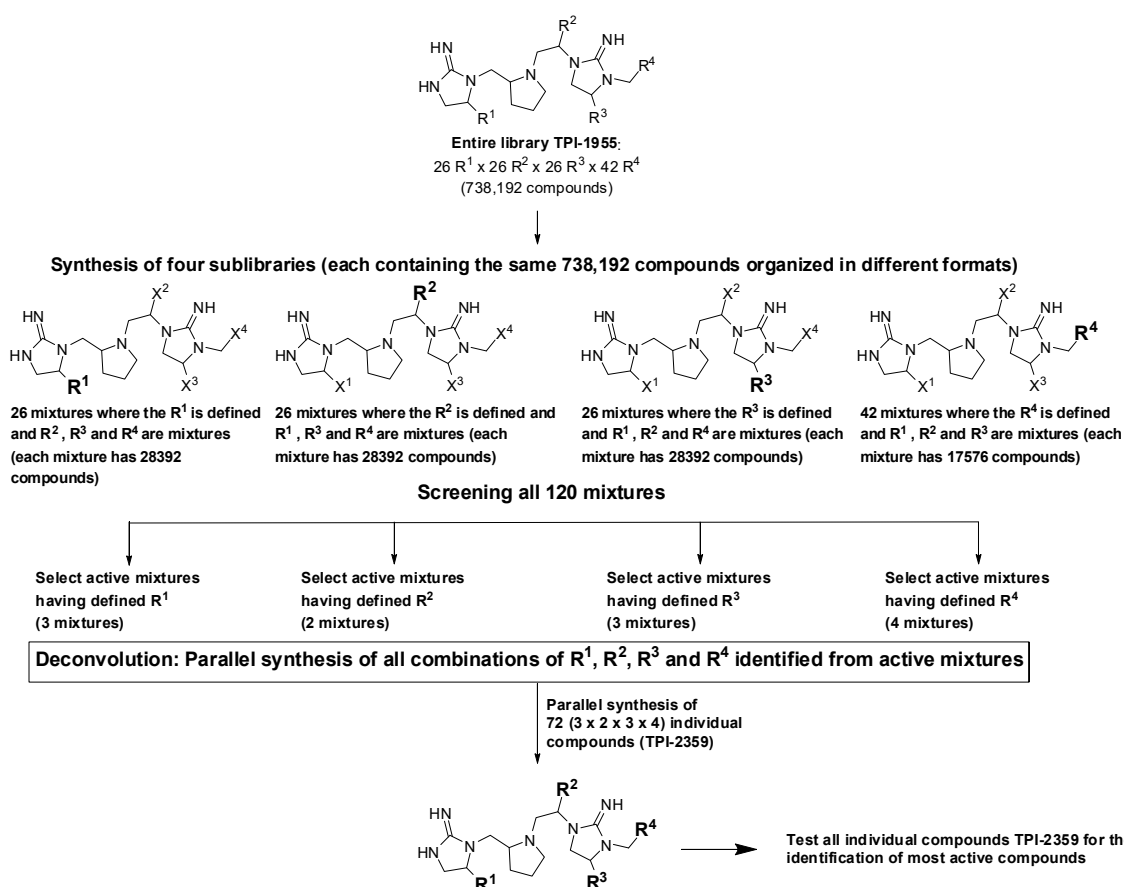 R²
HN
NH
N
N
N
R⁴
HN
N
N
R¹
R³
Entire library TPI-1955:
26 R¹ x 26 R² x 26 R³ x 42 R⁴
(738,192 compounds)
Synthesis of four sublibraries (each containing the same 738,192 compounds organized in different formats)
X²
HN
NH
N
N
N
X⁴
HN
N
N
R¹
X³
R²
HN
NH
N
N
N
X⁴
HN
N
N
X¹
X³
X²
HN
NH
N
N
N
X⁴
HN
N
N
X¹
R³
X²
HN
NH
N
N
N
R⁴
HN
N
N
X¹
X³
26 mixtures where the R¹ is defined
and R² , R³ and R⁴ are mixtures
(each mixture has 28392
compounds)
26 mixtures where the R² is defined and
R¹ , R³ and R⁴ are mixtures (each
mixture has 28392 compounds)
26 mixtures where the R³ is defined
and R¹ , R² and R⁴ are mixtures (each
mixture has 28392 compounds)
42 mixtures where the R⁴ is defined
and R¹ , R² and R³ are mixtures (each
mixture has 17576 compounds)
Screening all 120 mixtures
Select active mixtures
having defined R¹
(3 mixtures)
Select active mixtures
having defined R²
(2 mixtures)
Select active mixtures
having defined R³
(3 mixtures)
Select active mixtures
having defined R⁴
(4 mixtures)
Deconvolution: Parallel synthesis of all combinations of R¹, R², R³ and R⁴ identified from active mixtures
Parallel synthesis of
72 (3 x 2 x 3 x 4) individual
compounds (TPI-2359)
R²
HN
NH
N
N
N
R⁴
HN
N
N
R¹
R³
Test all individual compounds TPI-2359 for th
identification of most active compounds